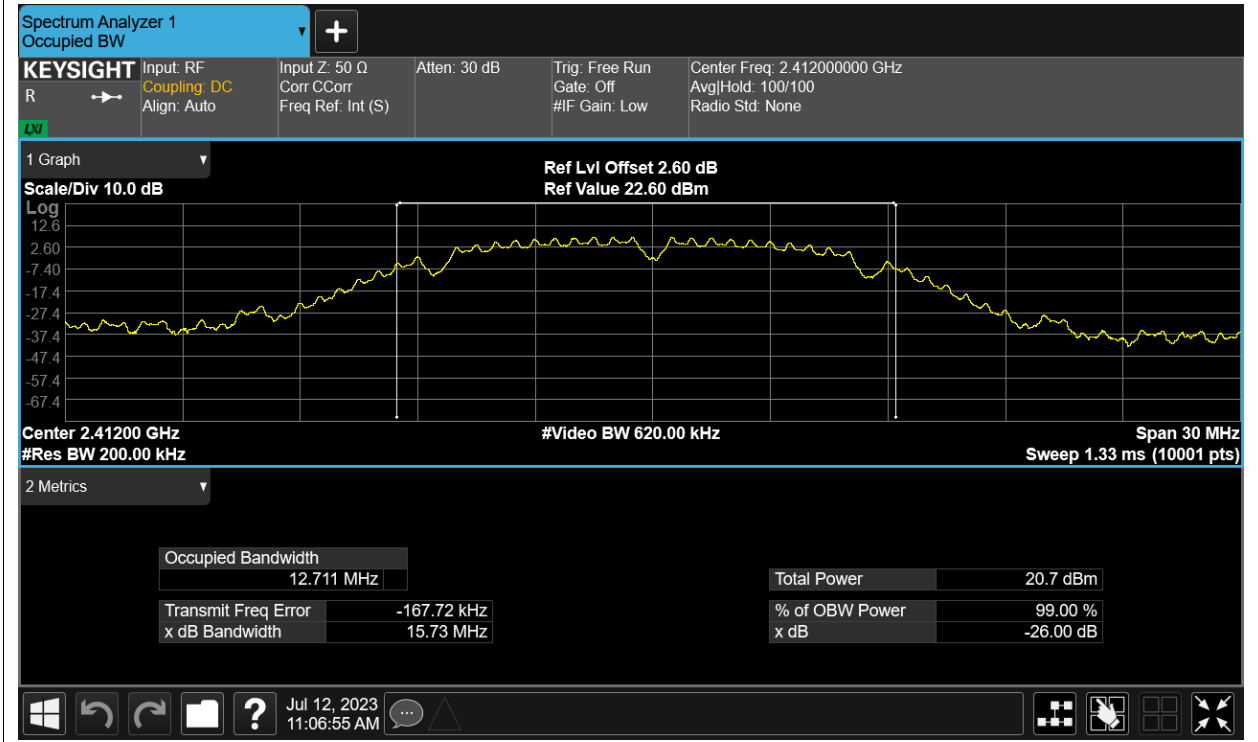 Spectrum Analyzer 1
Occupied BW
KEYSIGHT
R
LXI
Input: RF
Coupling: DC
Align: Auto
Input Z: 50 Ω
Corr CCorr
Freq Ref: Int (S)
Atten: 30 dB
Trig: Free Run
Gate: Off
#IF Gain: Low
Center Freq: 2.412000000 GHz
Avg|Hold: 100/100
Radio Std: None
1 Graph
Scale/Div 10.0 dB
Ref Lvl Offset 2.60 dB
Ref Value 22.60 dBm
Log
12.6
2.60
-7.40
-17.4
-27.4
-37.4
-47.4
-57.4
-67.4
Center 2.41200 GHz
#Video BW 620.00 kHz
Span 30 MHz
#Res BW 200.00 kHz
Sweep 1.33 ms (10001 pts)
2 Metrics
Occupied Bandwidth
12.711 MHz
Total Power 20.7 dBm
Transmit Freq Error -167.72 kHz
% of OBW Power 99.00 %
x dB Bandwidth 15.73 MHz
x dB -26.00 dB
?
Jul 12, 2023
11:06:55 AM